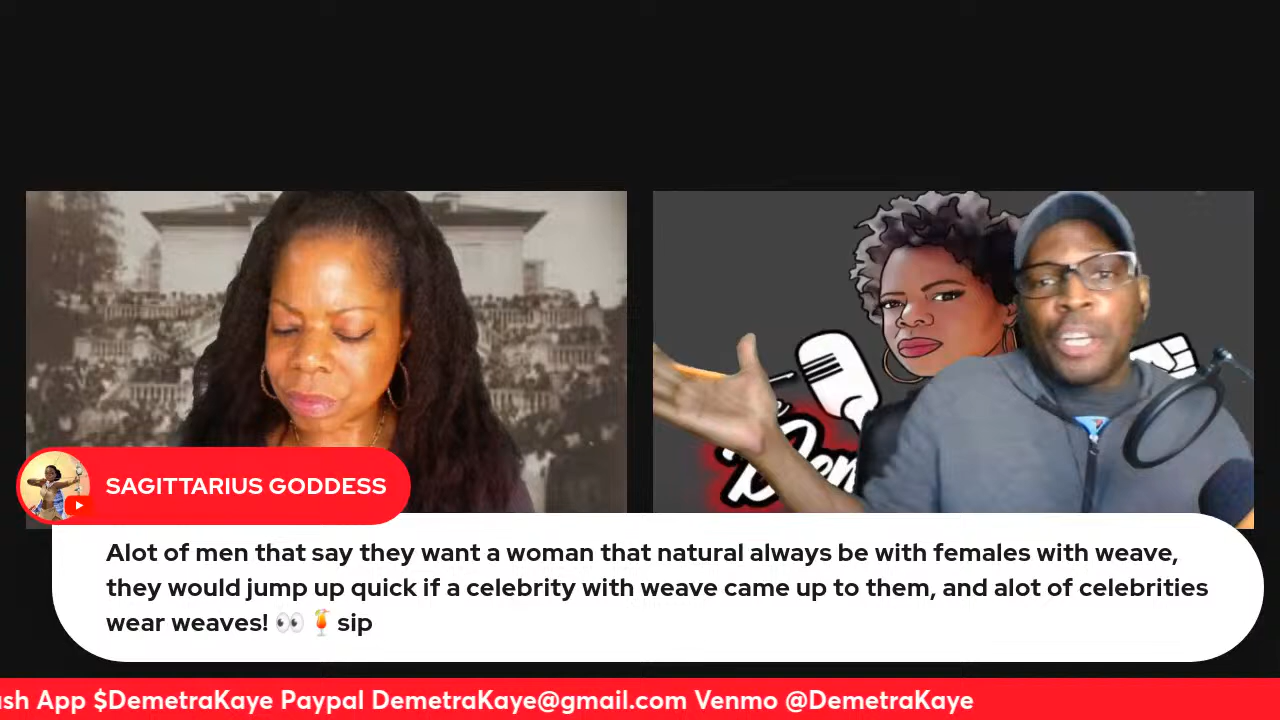 SAGITTARIUS GODDESS
Alot of men that say they want a woman that natural always be with females with weave,
they would jump up quick if a celebrity with weave came up to them, and alot of celebrities
wear weaves! 👀 🍹 sip
App $DemetraKaye Paypal DemetraKaye@gmail.com Venmo @DemetraKaye